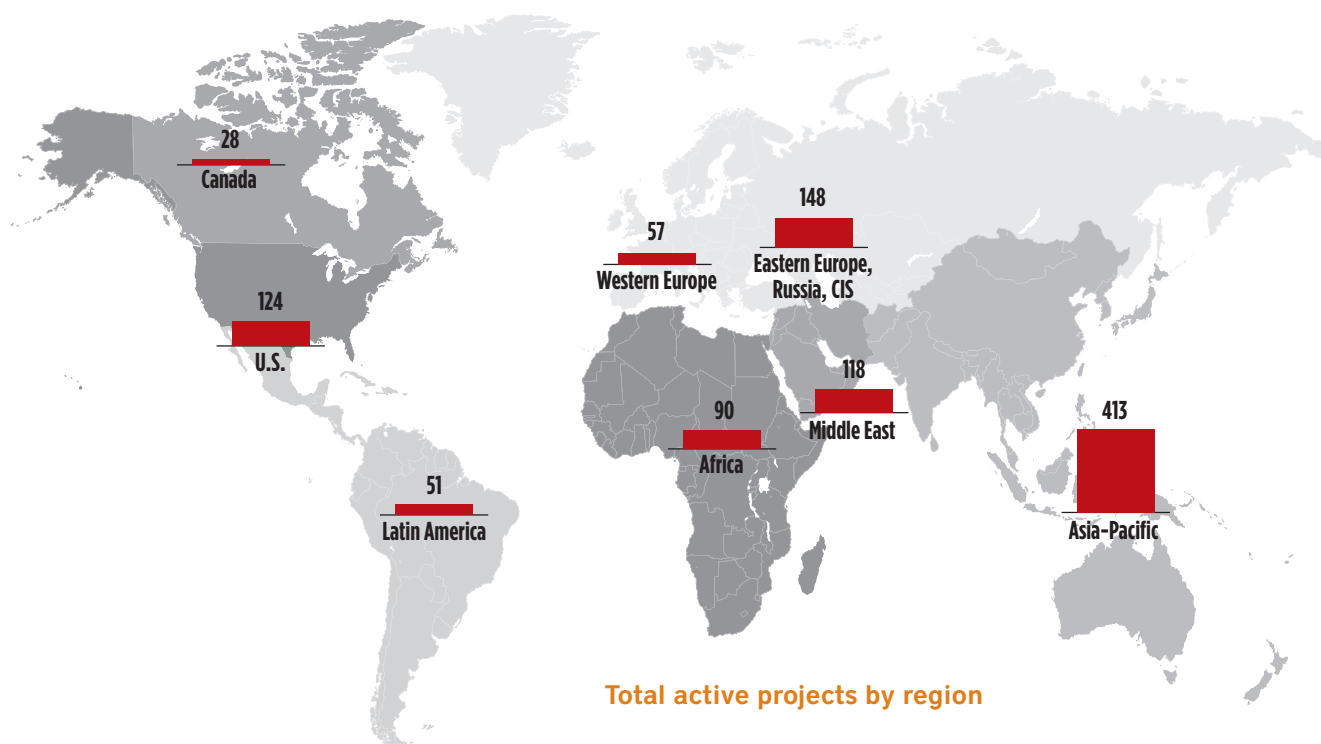 28
Canada
124
U.S.
51
Latin America
57
Western Europe
148
Eastern Europe,
Russia, CIS
118
Middle East
90
Africa
413
Asia-Pacific
Total active projects by region